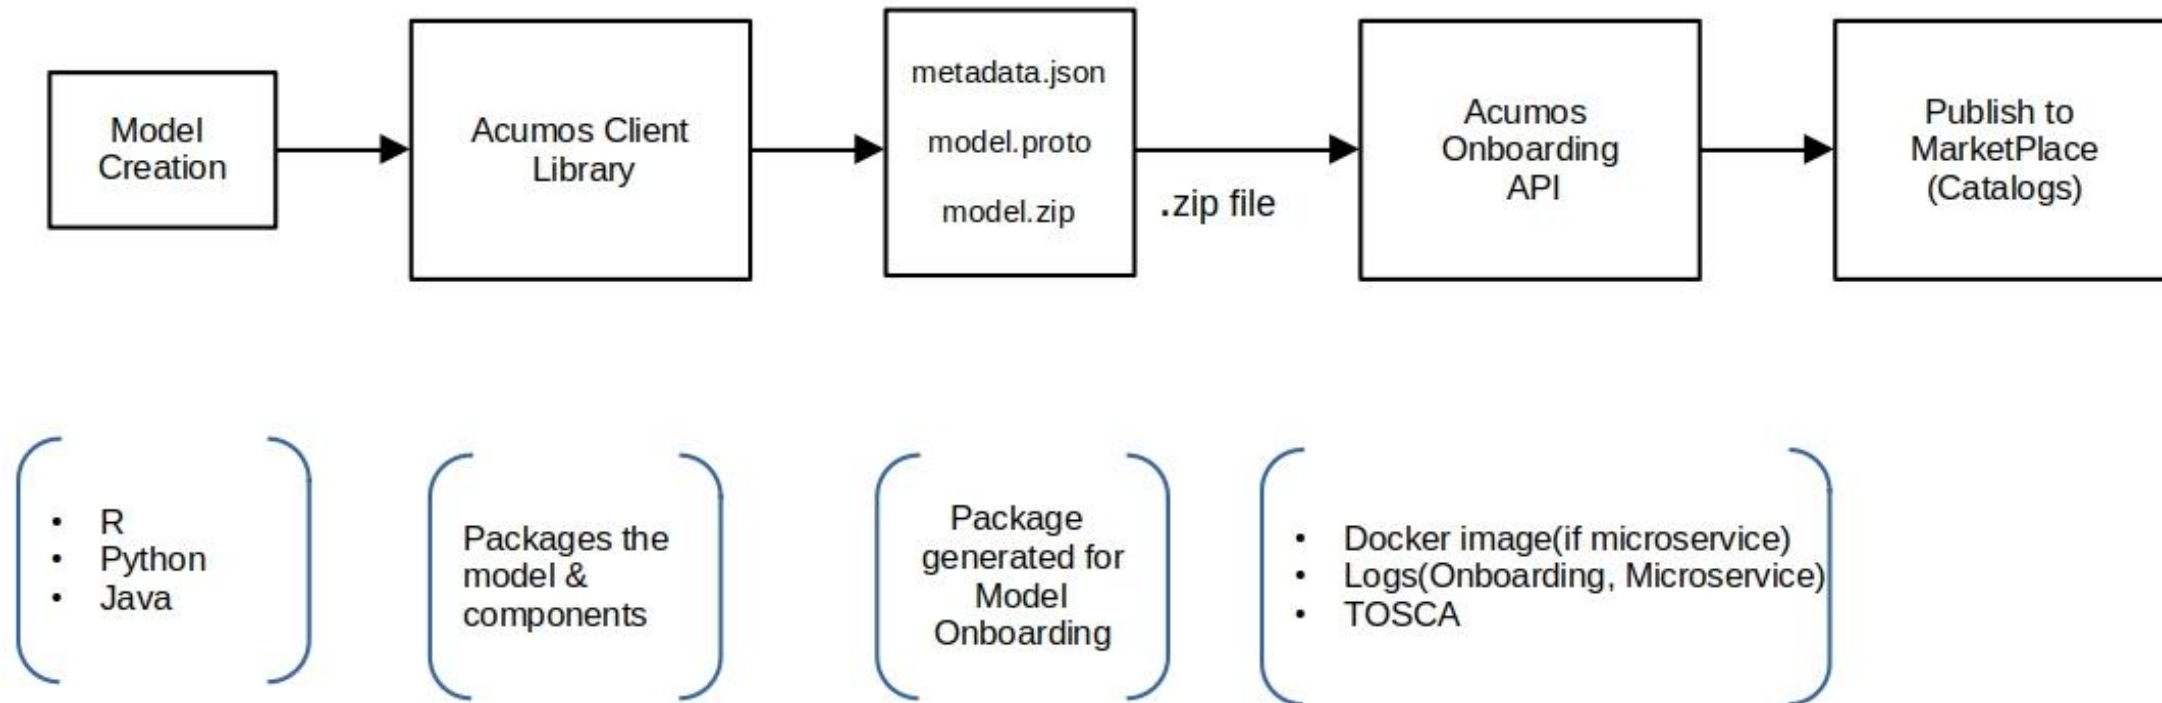 Model
Creation
Acumos Client
Library
metadata.json
model.proto
model.zip
.zip file
Acumos
Onboarding
API
Publish to
MarketPlace
(Catalogs)
• R
• Python
• Java
Packages the
model &
components
Package
generated for
Model
Onboarding
• Docker image(if microservice)
• Logs(Onboarding, Microservice)
• TOSCA